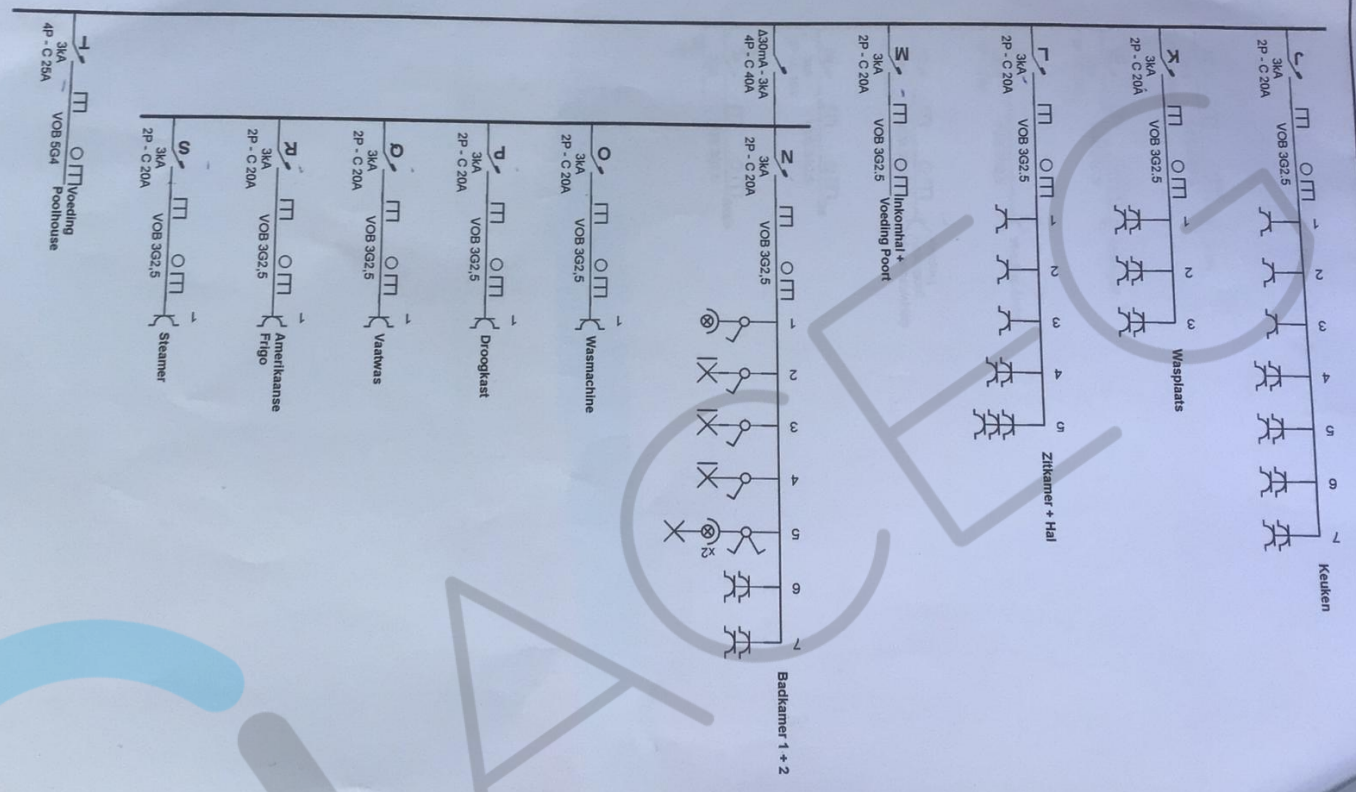 J
3kA
2P - C 20A
VOB 3G2.5
1 2 3 4 5 6 7
Keuken
K
3kA
2P - C 20A
VOB 3G2.5
1 2 3
Wasplaats
L
3kA
2P - C 20A
VOB 3G2.5
1 2 3 4 5
Zitkamer + Hal
M
3kA
2P - C 20A
VOB 3G2.5
Inkomhal +
Voeding Poort
Δ30mA - 3kA
4P - C 40A
N
3kA
2P - C 20A
VOB 3G2,5
1 2 3 4 5 6 7
x2
Badkamer 1 + 2
O
3kA
2P - C 20A
VOB 3G2,5
1
Wasmachine
P
3kA
2P - C 20A
VOB 3G2,5
1
Droogkast
Q
3kA
2P - C 20A
VOB 3G2,5
1
Vaatwas
R
3kA
2P - C 20A
VOB 3G2,5
1
Amerikaanse
Frigo
S
3kA
2P - C 20A
VOB 3G2,5
1
Steamer
T
3kA
4P - C 25A
VOB 5G4
Voeding
Poolhouse
ACEG